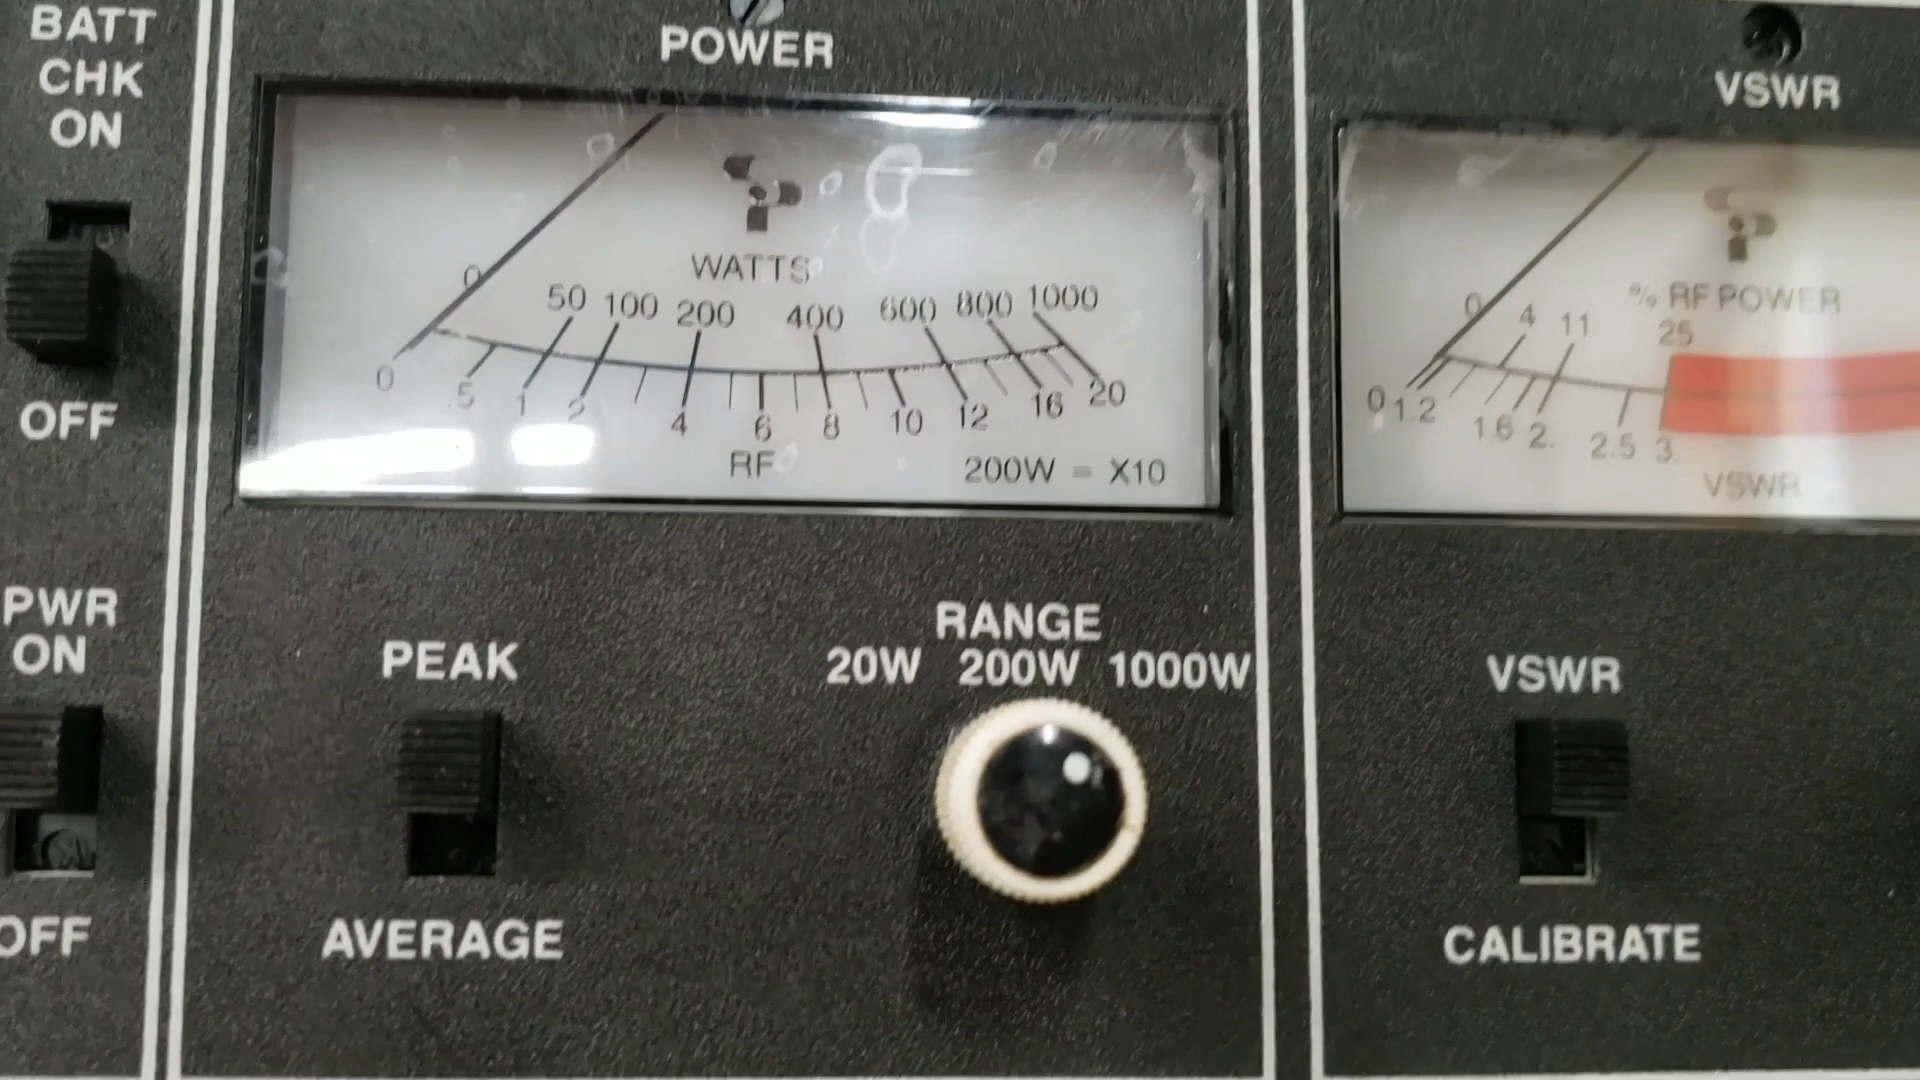 BATT
CHK
ON
OFF
PWR
ON
OFF
POWER
WATTS
0 50 100 200 400 600 800 1000
0 .5 1 2 4 6 8 10 12 16 20
RF
200W = X10
PEAK
AVERAGE
RANGE
20W 200W 1000W
VSWR
% RF POWER
0 4 11 25
0 1.2 1.6 2. 2.5 3.
VSWR
VSWR
CALIBRATE